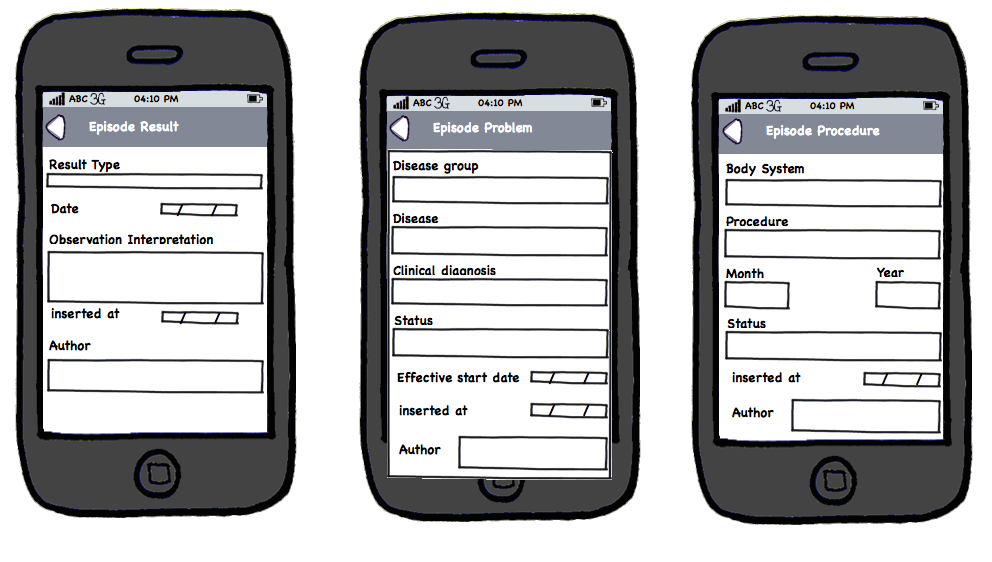 ABC 3G 04:10 PM
Episode Result
Result Type
Date / /
Observation Interpretation
inserted at / /
Author
ABC 3G 04:10 PM
Episode Problem
Disease group
Disease
Clinical diagnosis
Status
Effective start date / /
inserted at / /
Author
ABC 3G 04:10 PM
Episode Procedure
Body System
Procedure
Month Year
Status
inserted at / /
Author